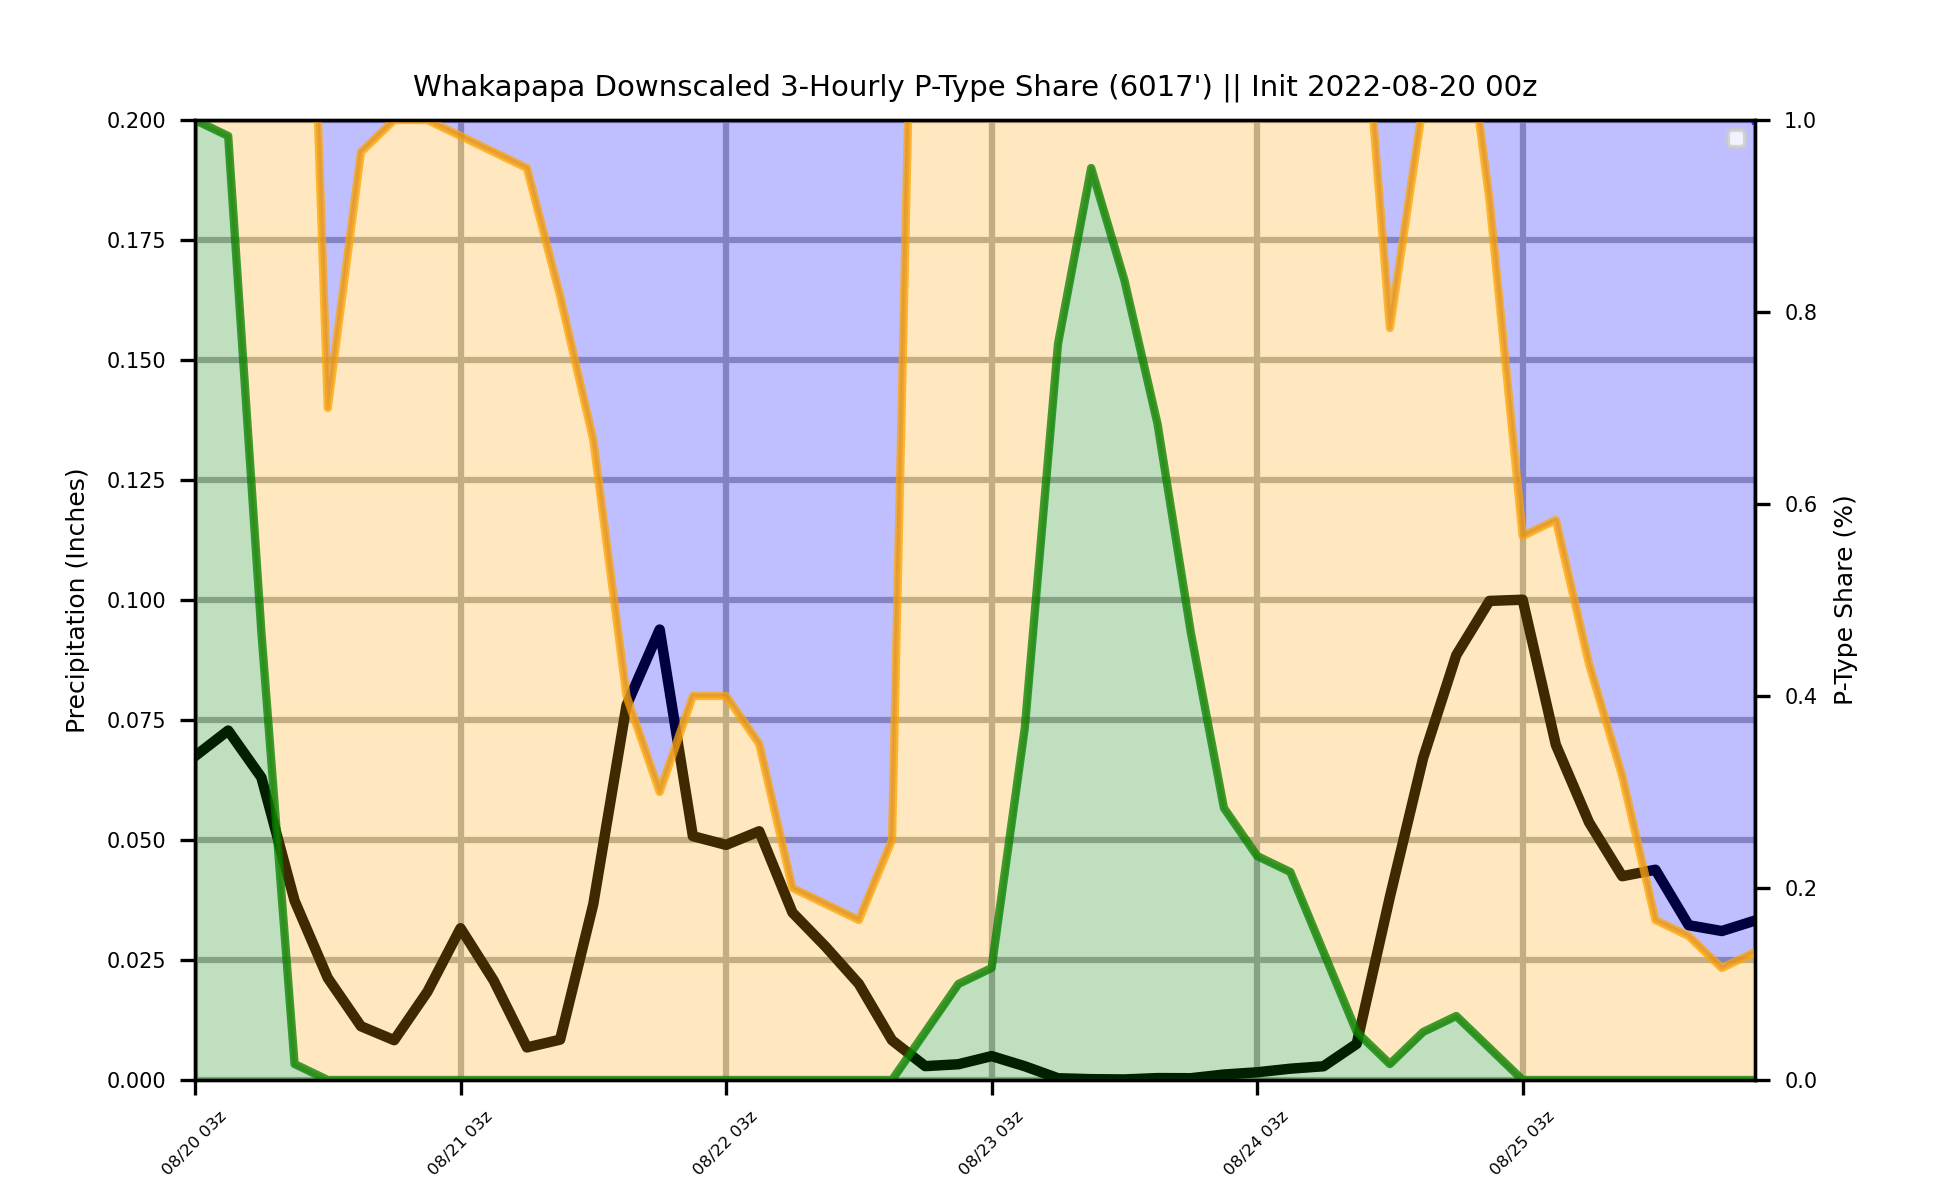 Whakapapa Downscaled 3-Hourly P-Type Share (6017') || Init 2022-08-20 00z
0.200
0.175
0.150
0.125
0.100
0.075
0.050
0.025
0.000
Precipitation (Inches)
1.0
0.8
0.6
0.4
0.2
0.0
P-Type Share (%)
08/20 03z
08/21 03z
08/22 03z
08/23 03z
08/24 03z
08/25 03z